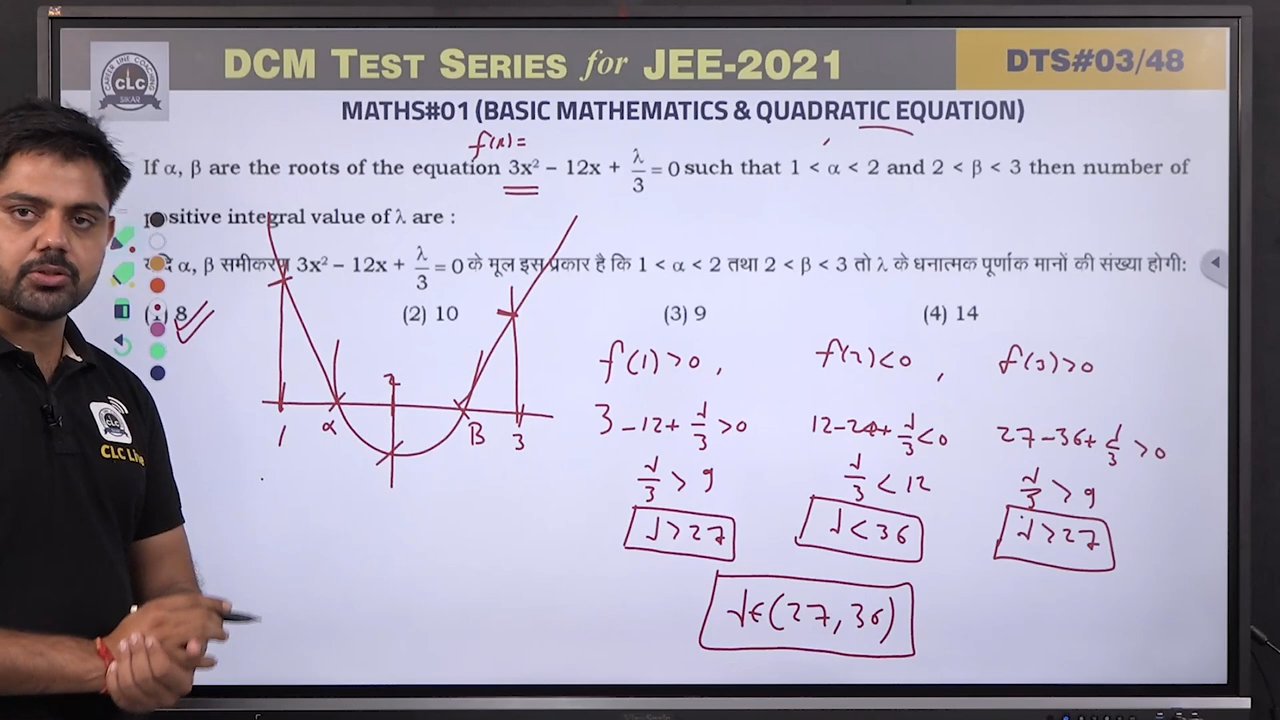 DCM TEST SERIES for JEE-2021
DTS#03/48
CAREER LINE COACHING
CLC
SIKAR
MATHS#01 (BASIC MATHEMATICS & QUADRATIC EQUATION)
f(x)=
If α, β are the roots of the equation 3x² – 12x + λ/3 = 0 such that 1 < α < 2 and 2 < β < 3 then number of
positive integral value of λ are :
α, β समीकरण 3x² – 12x + λ/3 = 0 के मूल इस प्रकार है कि 1 < α < 2 तथा 2 < β < 3 तो λ के धनात्मक पूर्णाक मानों की संख्या होगी:
(1) 8 (2) 10 (3) 9 (4) 14
f(1)>0, f(2)<0, f(3)>0
3-12+λ/3>0 12-24+λ/3<0 27-36+λ/3>0
λ/3>9 λ/3<12 λ/3>9
λ>27 λ<36 λ>27
λ∈(27,36)
1 α 2 β 3
CLC
CLC Live